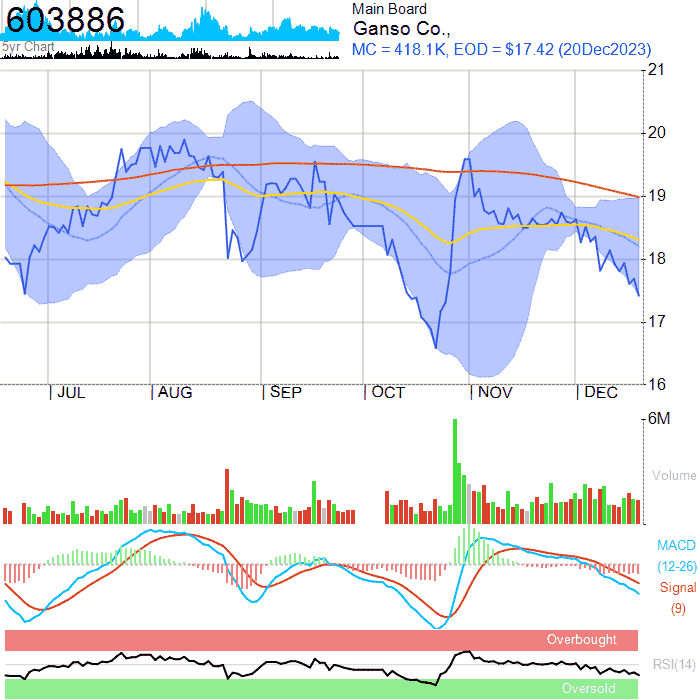 603886
5yr Chart
Main Board
Ganso Co.,
MC = 418.1K, EOD = $17.42 (20Dec2023)
21
20
19
18
17
16
JUL
AUG
SEP
OCT
NOV
DEC
6M
Volume
MACD
(12-26)
Signal
(9)
Overbought
RSI(14)
Oversold